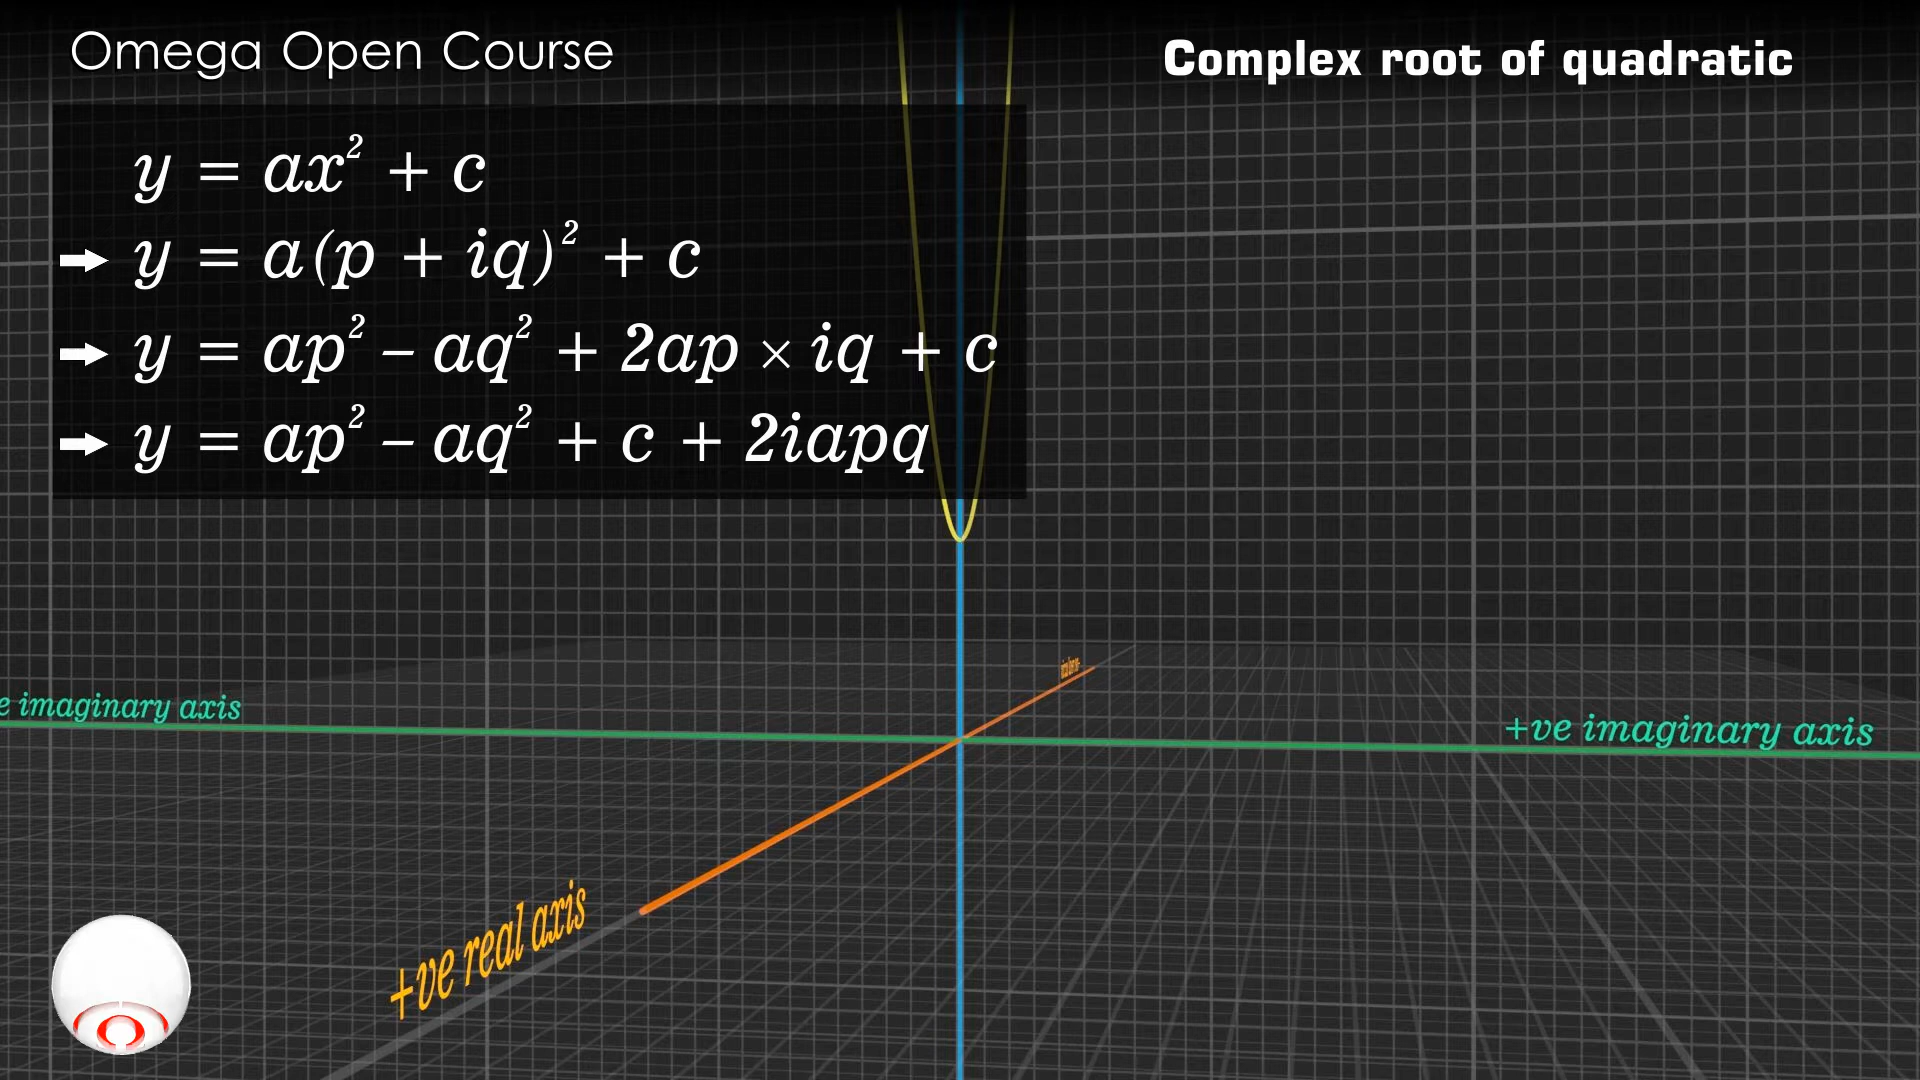 Omega Open Course
Complex root of quadratic
y = ax² + c
➡ y = a(p + iq)² + c
➡ y = ap² – aq² + 2ap × iq + c
➡ y = ap² – aq² + c + 2iapq
e imaginary axis
+ve imaginary axis
+ve real axis